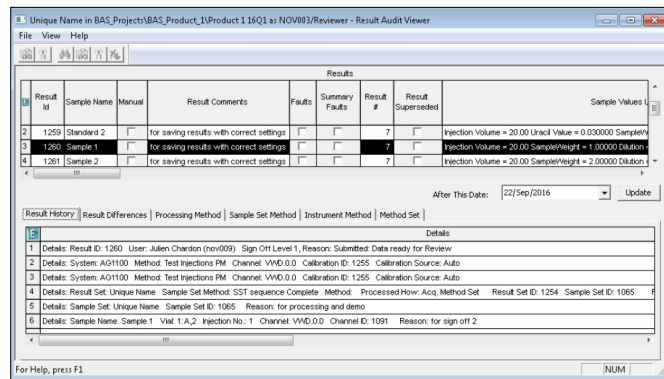 Unique Name in BAS_Projects\BAS_Product_1\Product 1 16Q1 as NOV003/Reviewer - Result Audit Viewer
File View Help
Results
Result Id Sample Name Manual Result Comments Faults Summary Faults Result # Result Superseded Sample Values U
2 1259 Standard 2 for saving results with correct settings 7 Injection Volume = 20.00 Uracil Value = 0.030000 SampleW
3 1260 Sample 1 for saving results with correct settings 7 Injection Volume = 20.00 SampleWeight = 1.00000 Dilution =
4 1261 Sample 2 for saving results with correct settings 7 Injection Volume = 20.00 SampleWeight = 2.00000 Dilution =
After This Date: 22/Sep/2016 Update
Result History Result Differences Processing Method Sample Set Method Instrument Method Method Set
Details
1 Details: Result ID: 1260 User: Julien Chardon (nov009) Sign Off Level 1, Reason: Submitted: Data ready for Review
2 Details: System: AG1100 Method: Test Injections PM Channel: VWD.0.0 Calibration ID: 1255 Calibration Source: Auto
3 Details: System: AG1100 Method: Test Injections PM Channel: VWD.0.0 Calibration ID: 1255 Calibration Source: Auto
4 Details: Result Set: Unique Name Sample Set Method: SST sequence Complete Method: Processed How: Acq. Method Set Result Set ID: 1254 Sample Set ID: 1065
5 Details: Sample Set: Unique Name Sample Set ID: 1065 Reason: for processing and demo
6 Details: Sample Name: Sample 1 Vial: 1:A,2 Injection No.: 1 Channel: VWD.0.0 Channel ID: 1091 Reason: for sign off 2
For Help, press F1 NUM